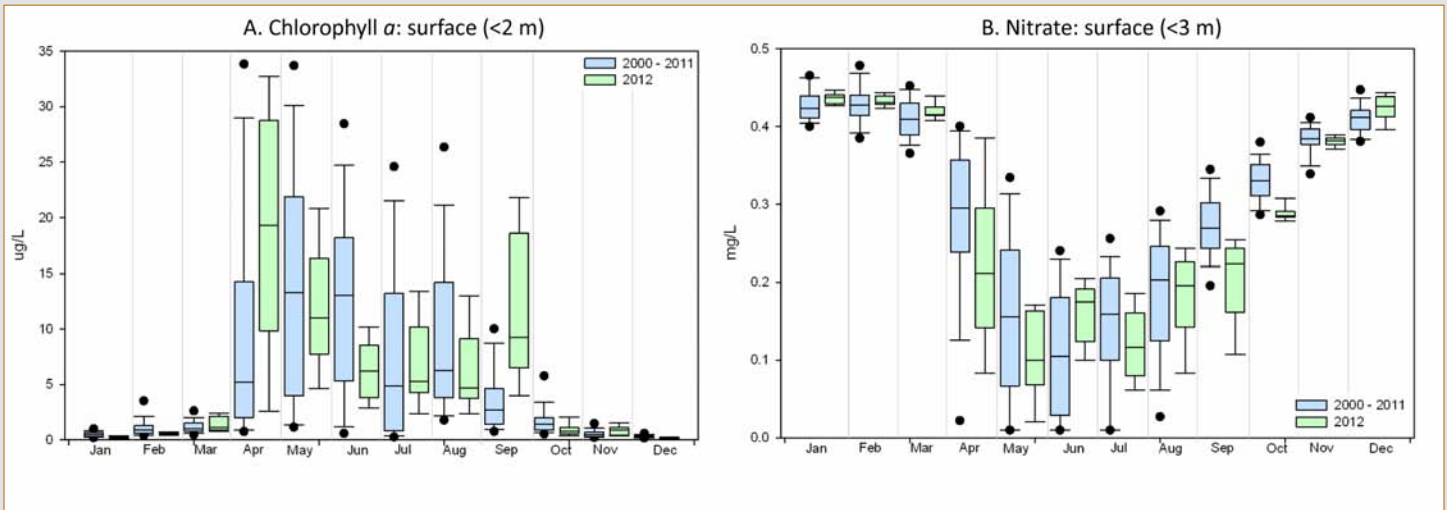 A. Chlorophyll a: surface (<2 m)
35
30
25
20
15
10
5
0
ug/L
2000 - 2011
2012
Jan Feb Mar Apr May Jun Jul Aug Sep Oct Nov Dec
B. Nitrate: surface (<3 m)
0.5
0.4
0.3
0.2
0.1
0.0
mg/L
2000 - 2011
2012
Jan Feb Mar Apr May Jun Jul Aug Sep Oct Nov Dec